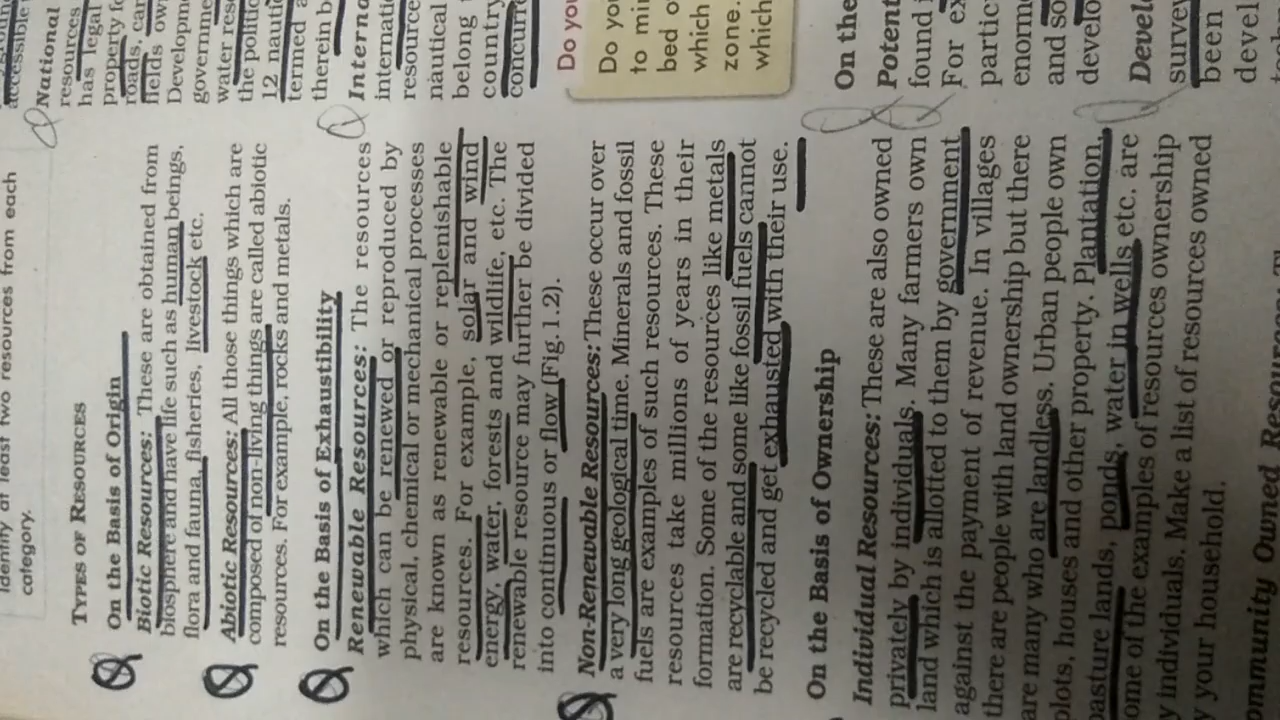 Identify at least two resources from each
category.
TYPES OF RESOURCE
On the Basis of Origin
Biotic Resources: These are obtained from
biosphere and have life such as human beings,
flora and fauna, fisheries, livestock etc.
Abiotic Resources: All those things which are
composed of non-living things are called abiotic
resources. For example, rocks and metals.
On the Basis of Exhaustibility
Renewable Resources: The resources
which can be renewed or reproduced by
physical, chemical or mechanical processes
are known as renewable or replenishable
resources. For example, solar and wind
energy, water, forests and wildlife, etc. The
renewable resource may further be divided
into continuous or flow (Fig.1.2).
Non-Renewable Resources: These occur over
a very long geological time. Minerals and fossil
fuels are examples of such resources. These
resources take millions of years in their
formation. Some of the resources like metals
are recyclable and some like fossil fuels cannot
be recycled and get exhausted with their use.
On the Basis of Ownership
Individual Resources: These are also owned
privately by individuals. Many farmers own
land which is allotted to them by government
against the payment of revenue. In villages
there are people with land ownership but there
are many who are landless. Urban people own
plots, houses and other property. Plantation,
pasture lands, ponds, water in wells etc. are
some of the examples of resources ownership
by individuals. Make a list of resources owned
by your household.
Community Owned Resources
accessible
National
resources
has legal
property
roads, can
fields own
Developm
governme
water res
the politic
12 nautic
termed a
therein b
Interna
internatio
resource
nautical
belong
country
concurre
Do you
Do yo
to mi
bed o
which
zone.
which
On the
Potent
found i
For ex
partic
enorm
and so
develo
Devel
survey
been
devel